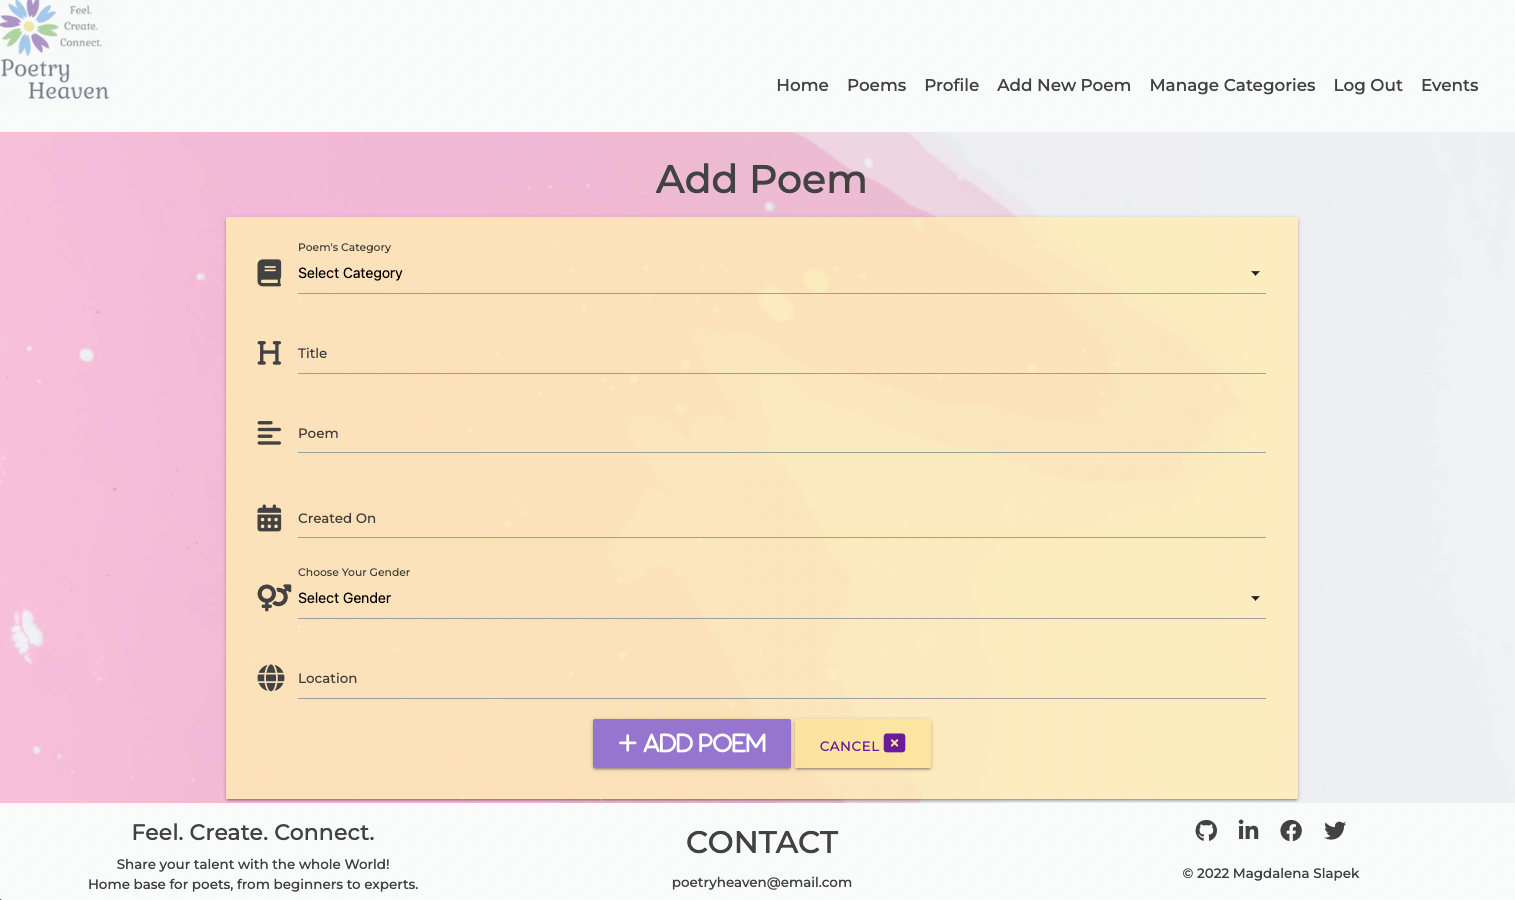 Feel.
Create.
Connect.
Poetry
Heaven
Home Poems Profile Add New Poem Manage Categories Log Out Events
Add Poem
Poem's Category
Select Category
Title
Poem
Created On
Choose Your Gender
Select Gender
Location
ADD POEM
CANCEL
Feel. Create. Connect.
Share your talent with the whole World!
Home base for poets, from beginners to experts.
CONTACT
poetryheaven@email.com
© 2022 Magdalena Slapek